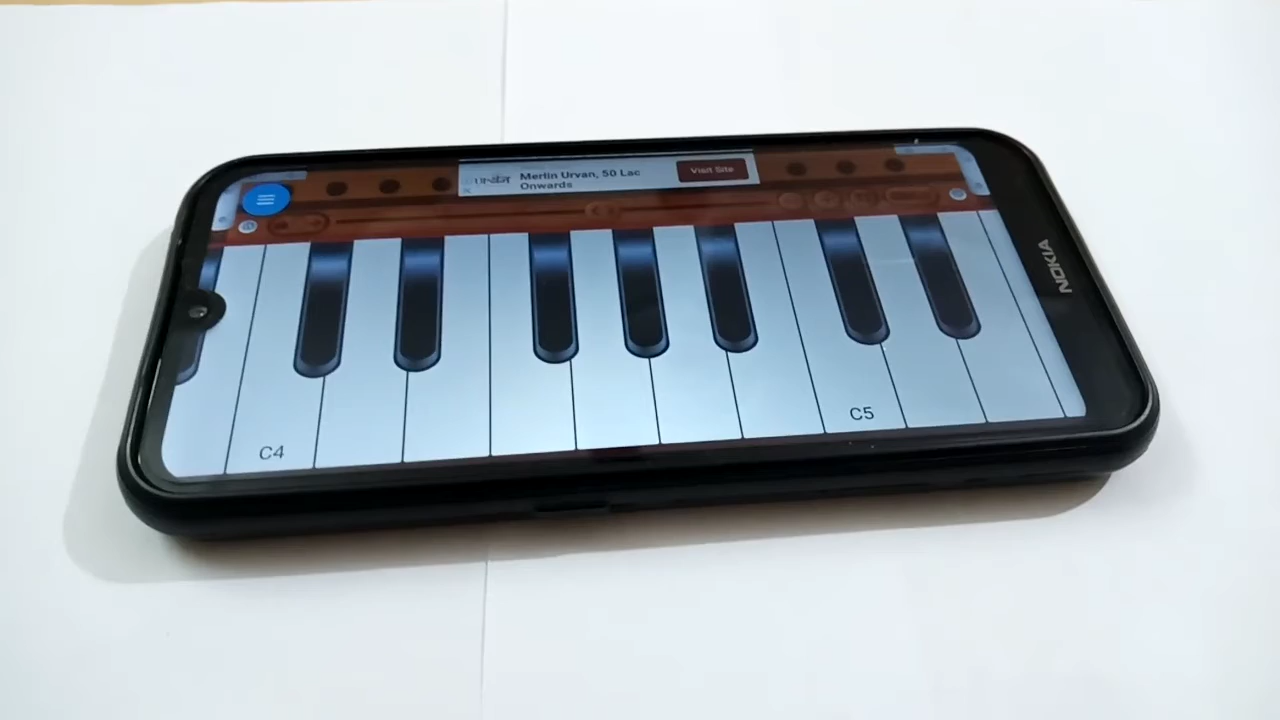 Merlin Urvan, 50 Lac
Onwards
Visit Site
NOKIA
C4
C5